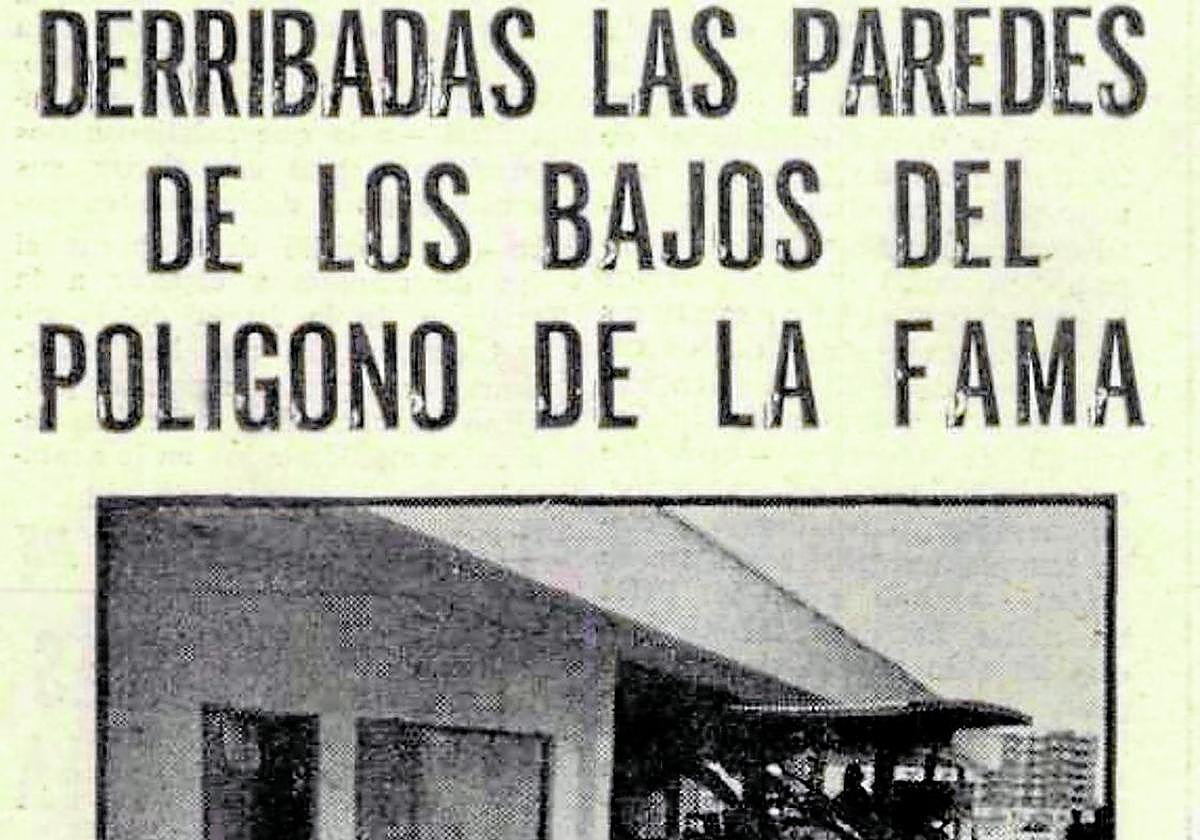 DERRIBADAS LAS PAREDES
DE LOS BAJOS DEL
POLIGONO DE LA FAMA